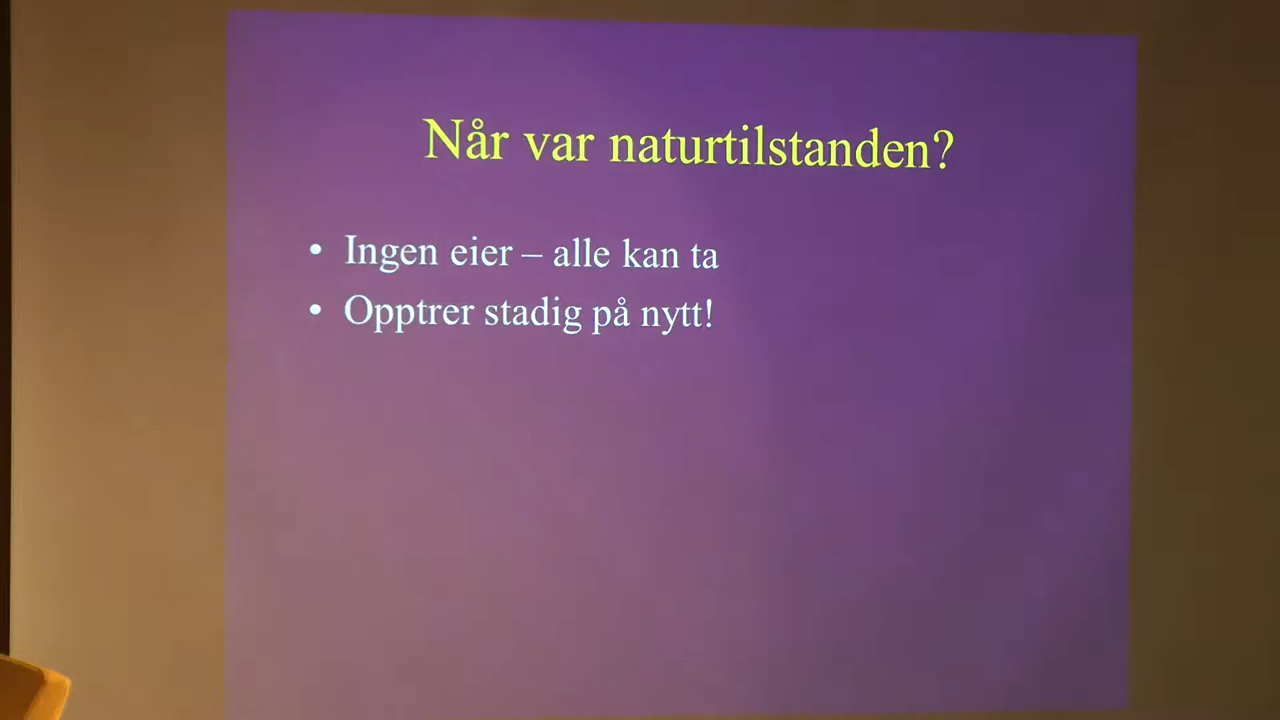 Når var naturtilstanden?
• Ingen eier – alle kan ta
• Opptrer stadig på nytt!